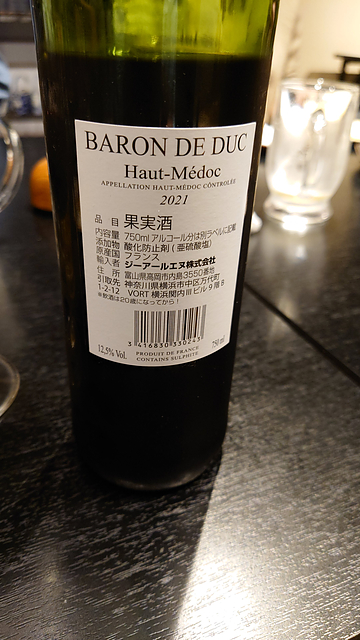 BARON DE DUC
Haut-Médoc
APPELLATION HAUT-MÉDOC CÔNTROLÉE
2021
品目 果実酒
内容量 750ml アルコール分は別ラベルに記載
添加物 酸化防止剤(亜硫酸塩)
原産国 フランス
輸入者 ジーアールエヌ株式会社
住所 富山県高岡市内島3550番地
引取先 神奈川県横浜市中区万代町
1-2-12 VORT 横浜関内Ⅲビル9階B
※飲酒は20歳になってから!
3 416830 330243
12,5% Vol. 750 ml
PRODUIT DE FRANCE
CONTAINS SULPHITE